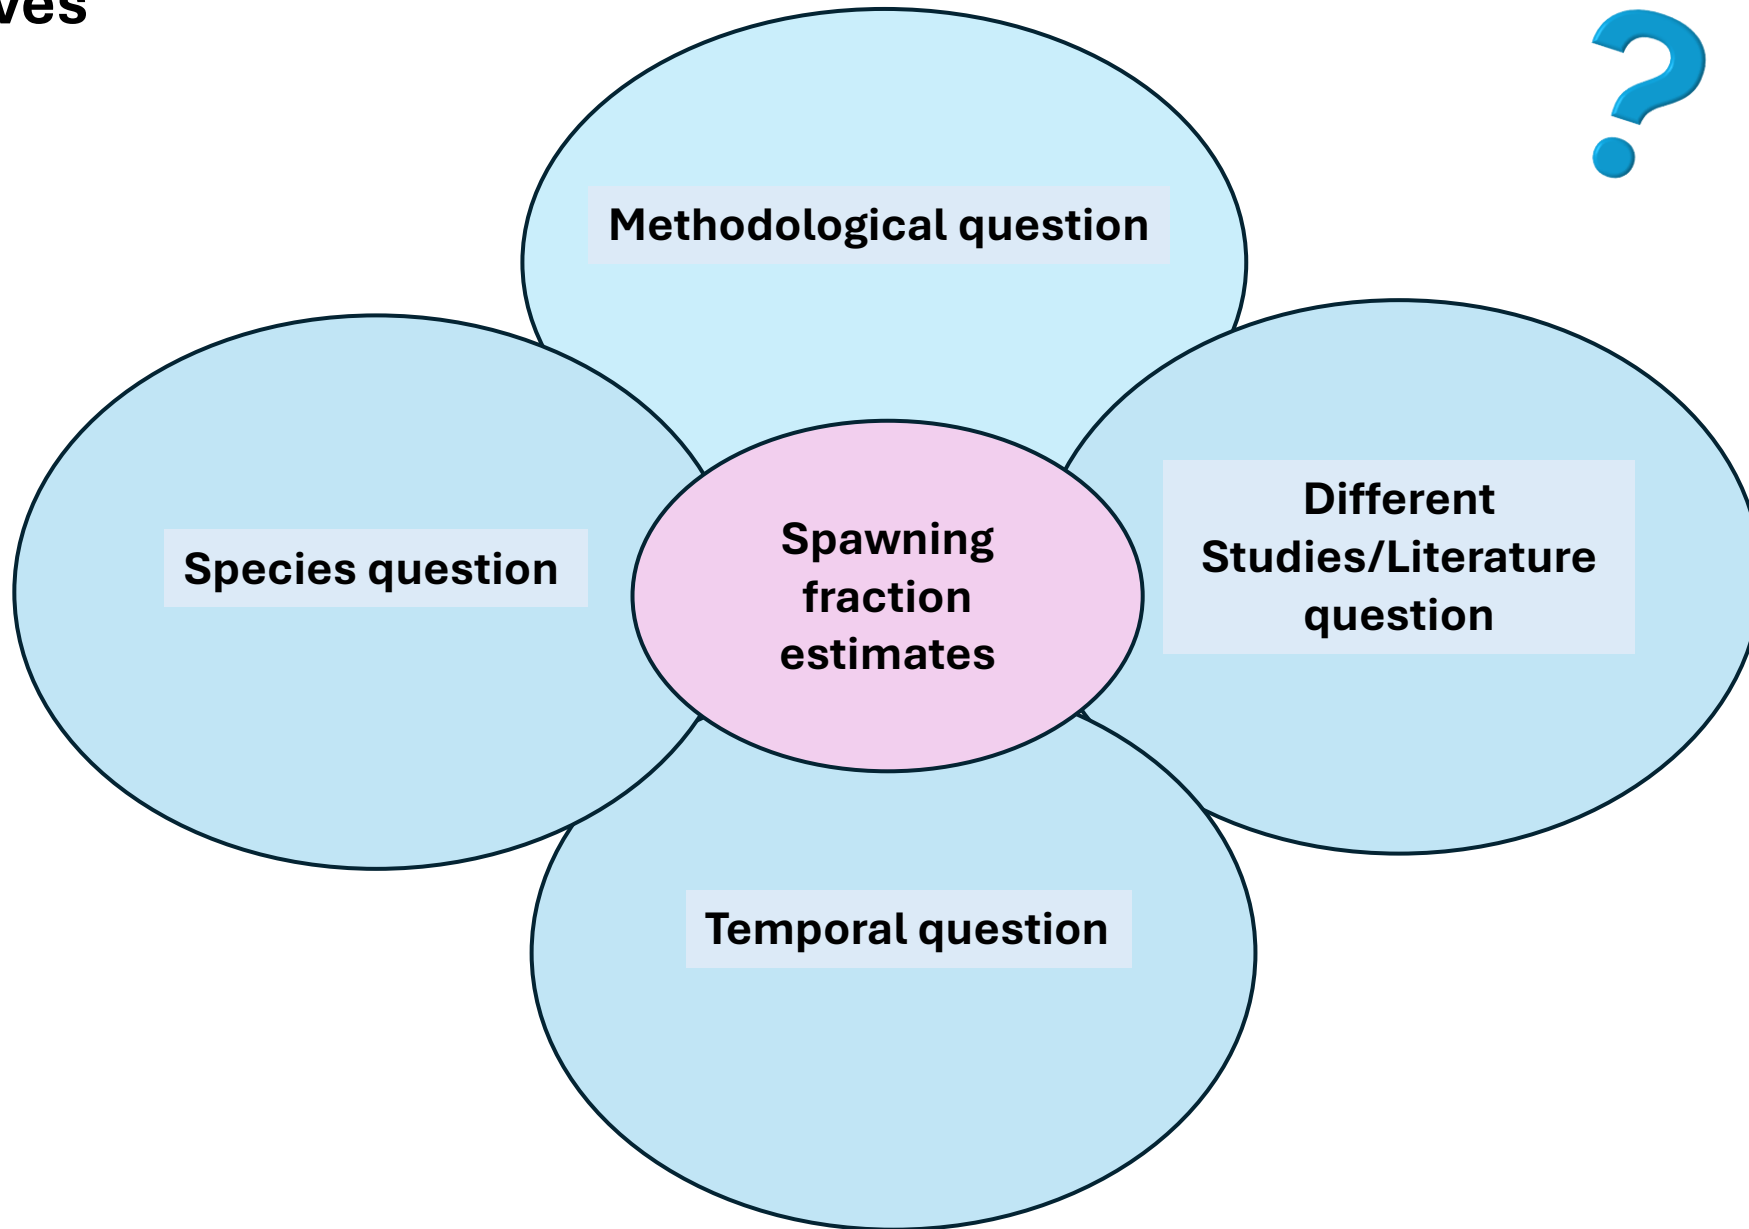 ves
Methodological question
Different
Studies/Literature
question
Species question
Spawning
fraction
estimates
Temporal question